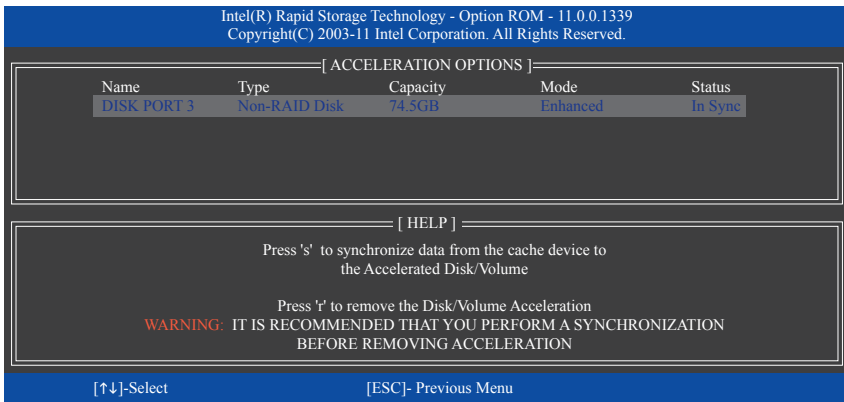 Intel(R) Rapid Storage Technology - Option ROM - 11.0.0.1339
Copyright(C) 2003-11 Intel Corporation. All Rights Reserved.
[ ACCELERATION OPTIONS ]
Name Type Capacity Mode Status
DISK PORT 3 Non-RAID Disk 74.5GB Enhanced In Sync
[ HELP ]
Press 's' to synchronize data from the cache device to
the Accelerated Disk/Volume
Press 'r' to remove the Disk/Volume Acceleration
WARNING: IT IS RECOMMENDED THAT YOU PERFORM A SYNCHRONIZATION
BEFORE REMOVING ACCELERATION
[↑↓]-Select [ESC]- Previous Menu